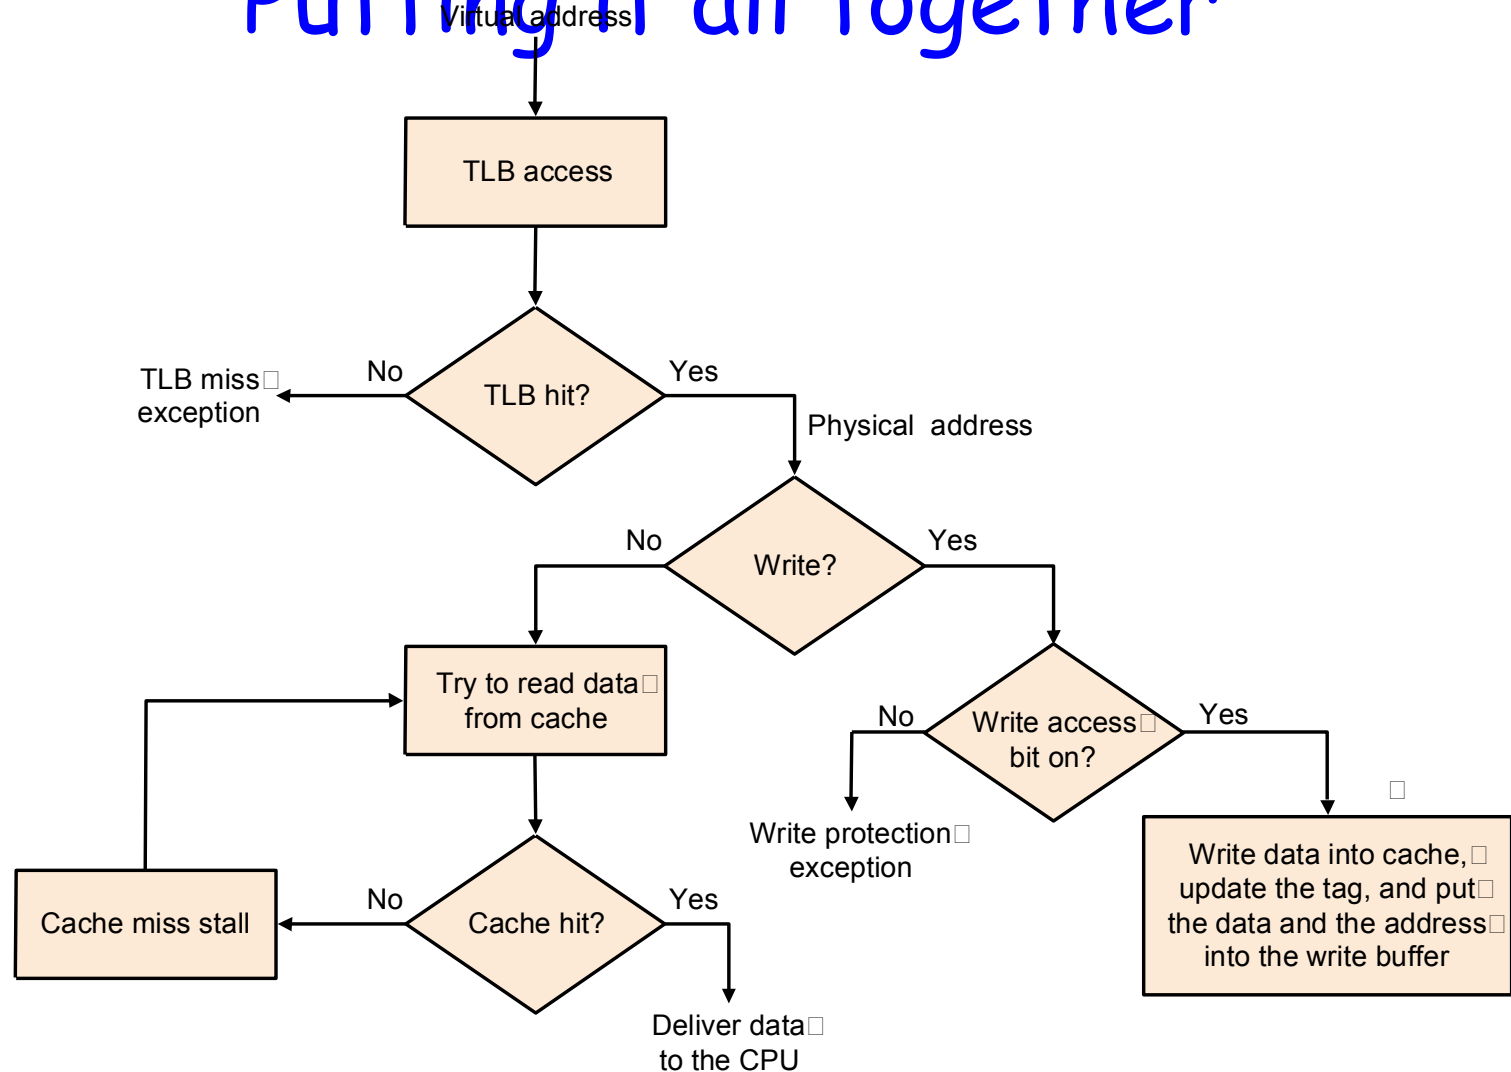 Putting it all together
Virtual address
TLB access
TLB hit?
No
Yes
TLB miss
exception
Physical address
Write?
No
Yes
Try to read data
from cache
Write access
bit on?
No
Yes
Write protection
exception
Write data into cache,
update the tag, and put
the data and the address
into the write buffer
Cache hit?
No
Yes
Cache miss stall
Deliver data
to the CPU